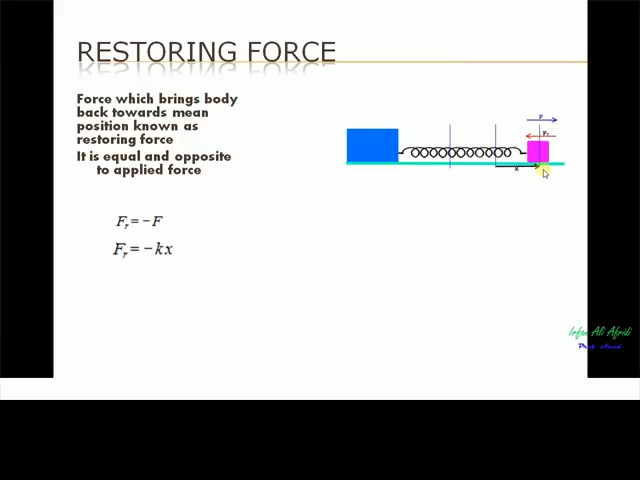 RESTORING FORCE
Force which brings body
back towards mean
position known as
restoring force
It is equal and opposite
to applied force
F
Fr
x
Fr = −F
Fr = −kx
Irfan Ali Afridi